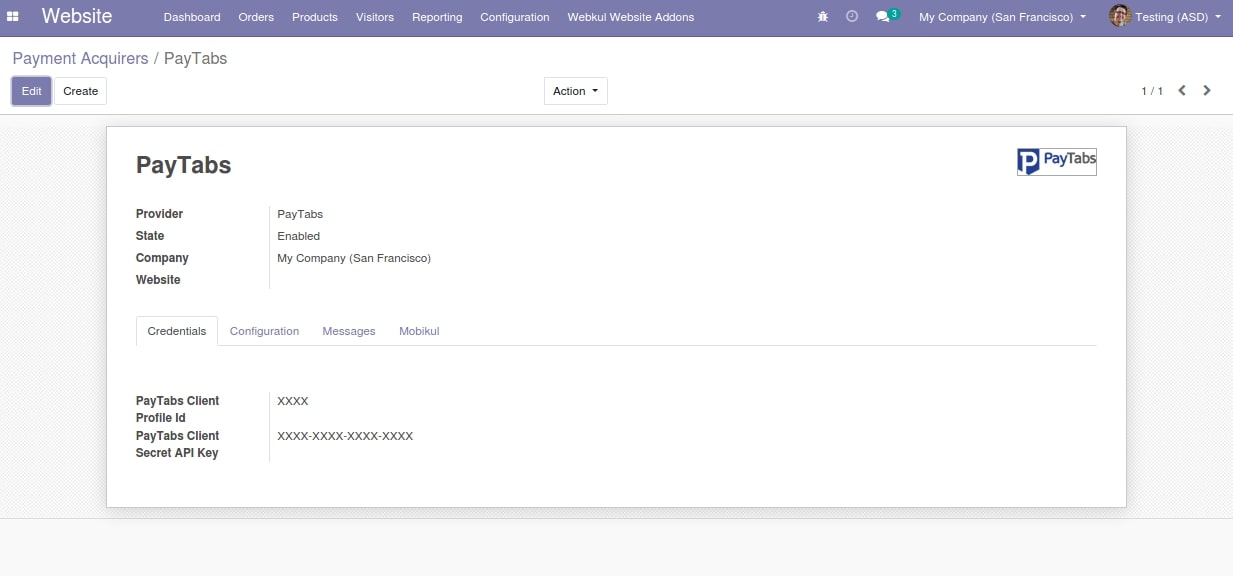 Website Dashboard Orders Products Visitors Reporting Configuration Webkul Website Addons 3 My Company (San Francisco) Testing (ASD)
Payment Acquirers / PayTabs
Edit Create Action 1 / 1
PayTabs
PayTabs
Provider PayTabs
State Enabled
Company My Company (San Francisco)
Website
Credentials Configuration Messages Mobikul
PayTabs Client XXXX
Profile Id
PayTabs Client XXXX-XXXX-XXXX-XXXX
Secret API Key